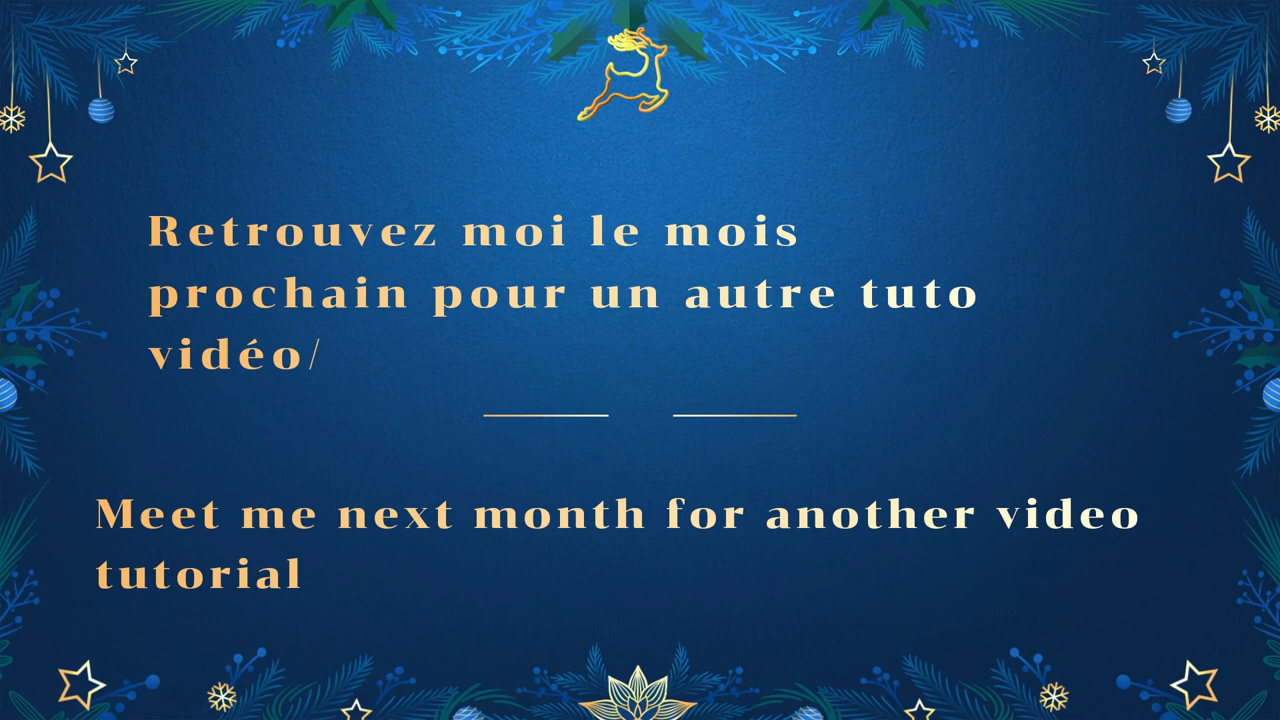 Retrouvez moi le mois
prochain pour un autre tuto
vidéo/
Meet me next month for another video
tutorial